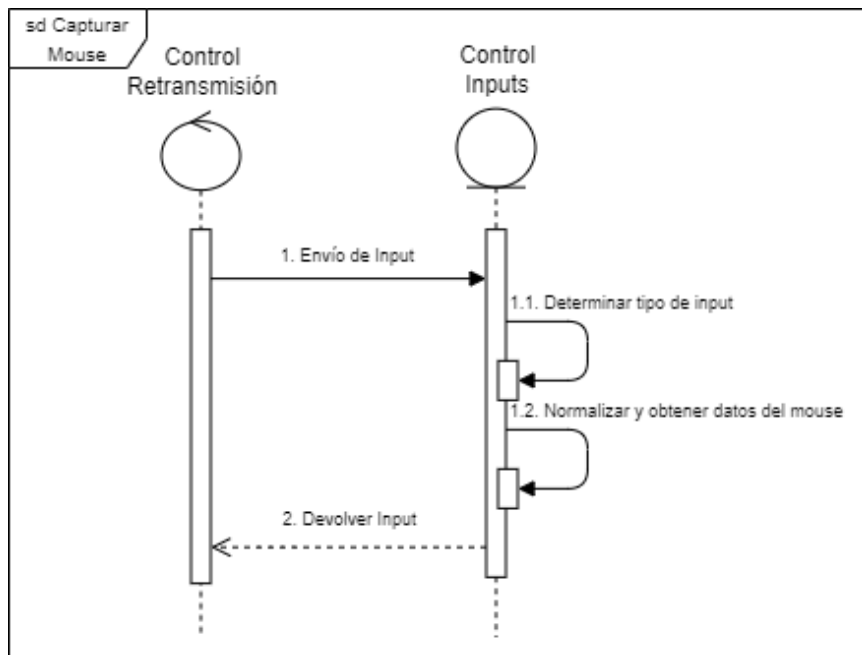 sd Capturar
Mouse
Control
Retransmisión
Control
Inputs
1. Envío de Input
1.1. Determinar tipo de input
1.2. Normalizar y obtener datos del mouse
2. Devolver Input